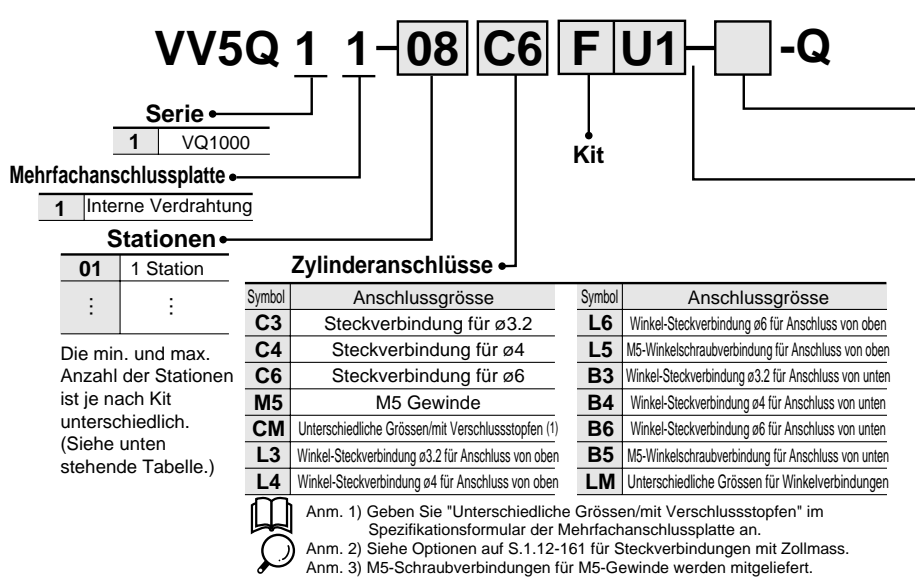 VV5Q 1 1-08 C6 F U1- -Q
Serie
1 VQ1000
Kit
Mehrfachanschlussplatte
1 Interne Verdrahtung
Stationen
01 1 Station
⋮ ⋮
Die min. und max.
Anzahl der Stationen
ist je nach Kit
unterschiedlich.
(Siehe unten
stehende Tabelle.)
Zylinderanschlüsse
Symbol Anschlussgrösse
C3 Steckverbindung für ø3.2
C4 Steckverbindung für ø4
C6 Steckverbindung für ø6
M5 M5 Gewinde
CM Unterschiedliche Grössen/mit Verschlussstopfen (1)
L3 Winkel-Steckverbindung ø3.2 für Anschluss von oben
L4 Winkel-Steckverbindung ø4 für Anschluss von oben
Symbol Anschlussgrösse
L6 Winkel-Steckverbindung ø6 für Anschluss von oben
L5 M5-Winkelschraubverbindung für Anschluss von oben
B3 Winkel-Steckverbindung ø3.2 für Anschluss von unten
B4 Winkel-Steckverbindung ø4 für Anschluss von unten
B6 Winkel-Steckverbindung ø6 für Anschluss von unten
B5 M5-Winkelschraubverbindung für Anschluss von unten
LM Unterschiedliche Grössen für Winkelverbindungen
Anm. 1) Geben Sie "Unterschiedliche Grössen/mit Verschlussstopfen" im
Spezifikationsformular der Mehrfachanschlussplatte an.
Anm. 2) Siehe Optionen auf S.1.12-161 für Steckverbindungen mit Zollmass.
Anm. 3) M5-Schraubverbindungen für M5-Gewinde werden mitgeliefert.